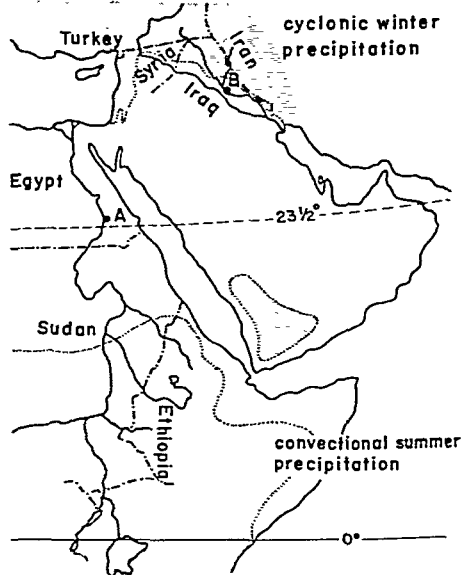 cyclonic winter
precipitation
Turkey
Iran
Syria
B
Iraq
Egypt
A
23½°
Sudan
Ethiopia
convectional summer
precipitation
0°